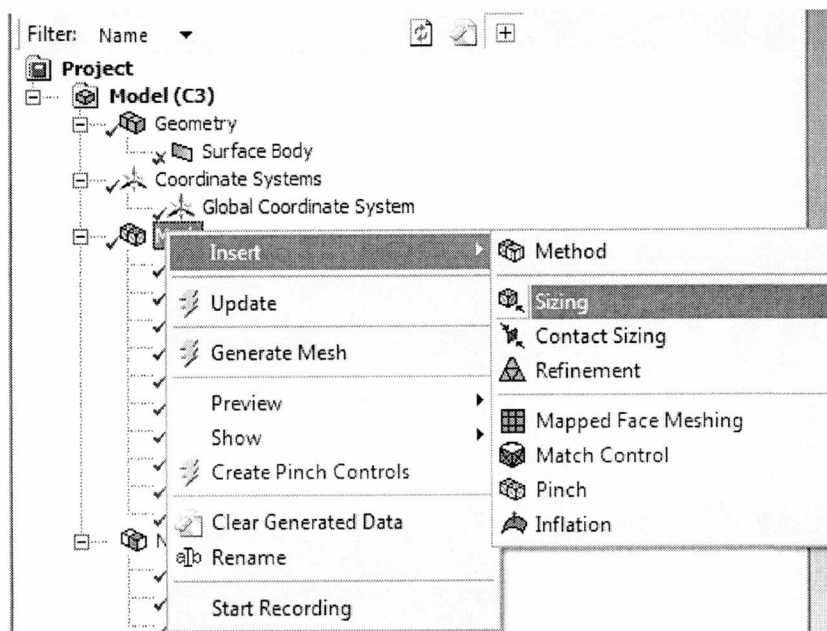 Filter: Name
Project
Model (C3)
Geometry
Surface Body
Coordinate Systems
Global Coordinate System
Insert
Update
Generate Mesh
Preview
Show
Create Pinch Controls
Clear Generated Data
Rename
Start Recording
Method
Sizing
Contact Sizing
Refinement
Mapped Face Meshing
Match Control
Pinch
Inflation